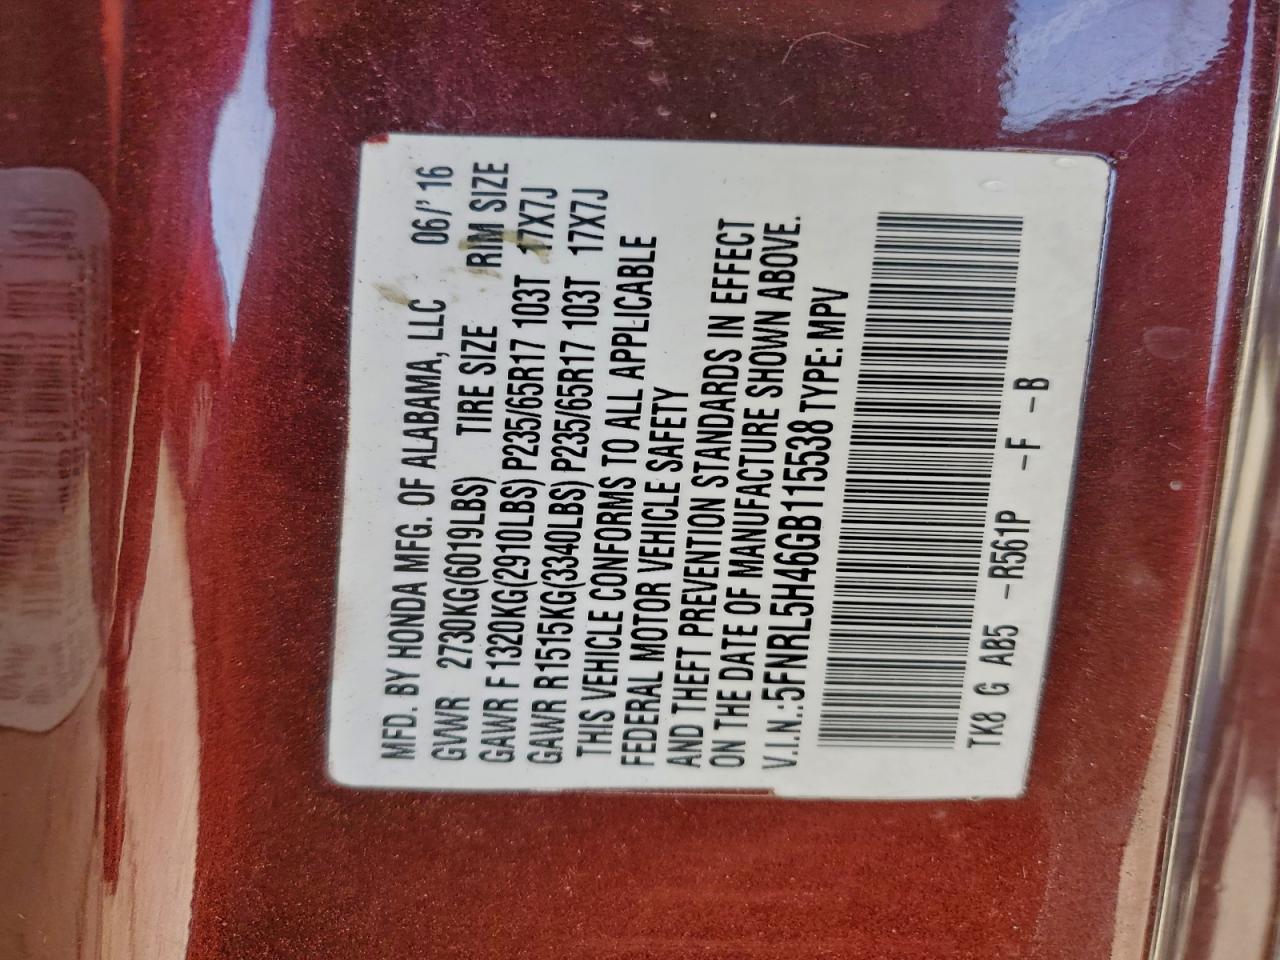 MFD. BY HONDA MFG. OF ALABAMA, LLC 06/'16
GVWR 2730KG(6019LBS) TIRE SIZE RIM SIZE
GAWR F 1320KG(2910LBS) P235/65R17 103T 17X7J
GAWR R1515KG(3340LBS) P235/65R17 103T 17X7J
THIS VEHICLE CONFORMS TO ALL APPLICABLE
FEDERAL MOTOR VEHICLE SAFETY
AND THEFT PREVENTION STANDARDS IN EFFECT
ON THE DATE OF MANUFACTURE SHOWN ABOVE.
V.I.N.:5FNRL5H46GB115538 TYPE: MPV
TK8 G AB5 -R561P -F -B